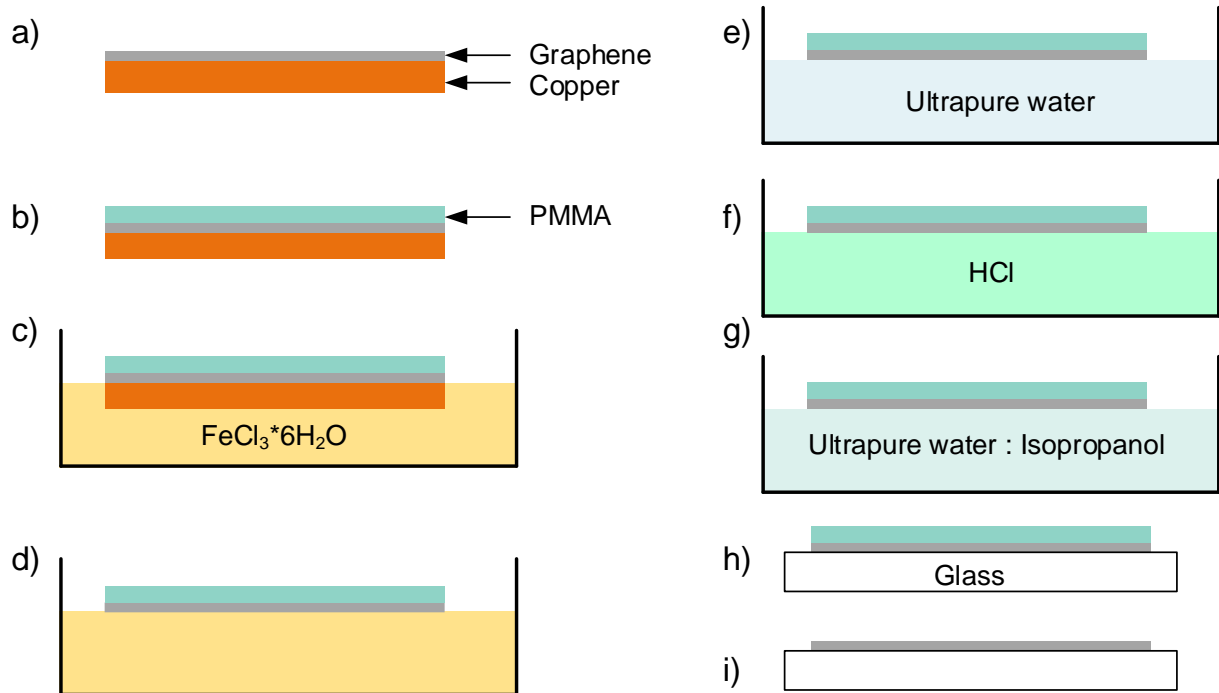 a)
Graphene
Copper
b)
PMMA
c)
FeCl₃*6H₂O
d)
e)
Ultrapure water
f)
HCl
g)
Ultrapure water : Isopropanol
h)
Glass
i)